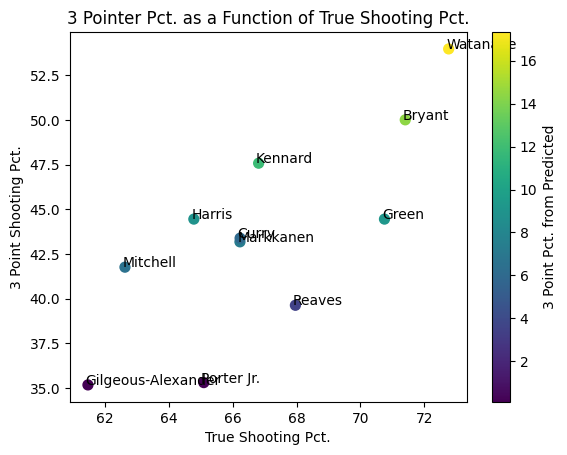 3 Pointer Pct. as a Function of True Shooting Pct.
Watanabe
Bryant
Kennard
Harris
Green
Curry
Markkanen
Mitchell
Reaves
Porter Jr.
Gilgeous-Alexander
52.5
50.0
47.5
45.0
42.5
40.0
37.5
35.0
3 Point Shooting Pct.
62 64 66 68 70 72
True Shooting Pct.
16
14
12
10
8
6
4
2
3 Point Pct. from Predicted